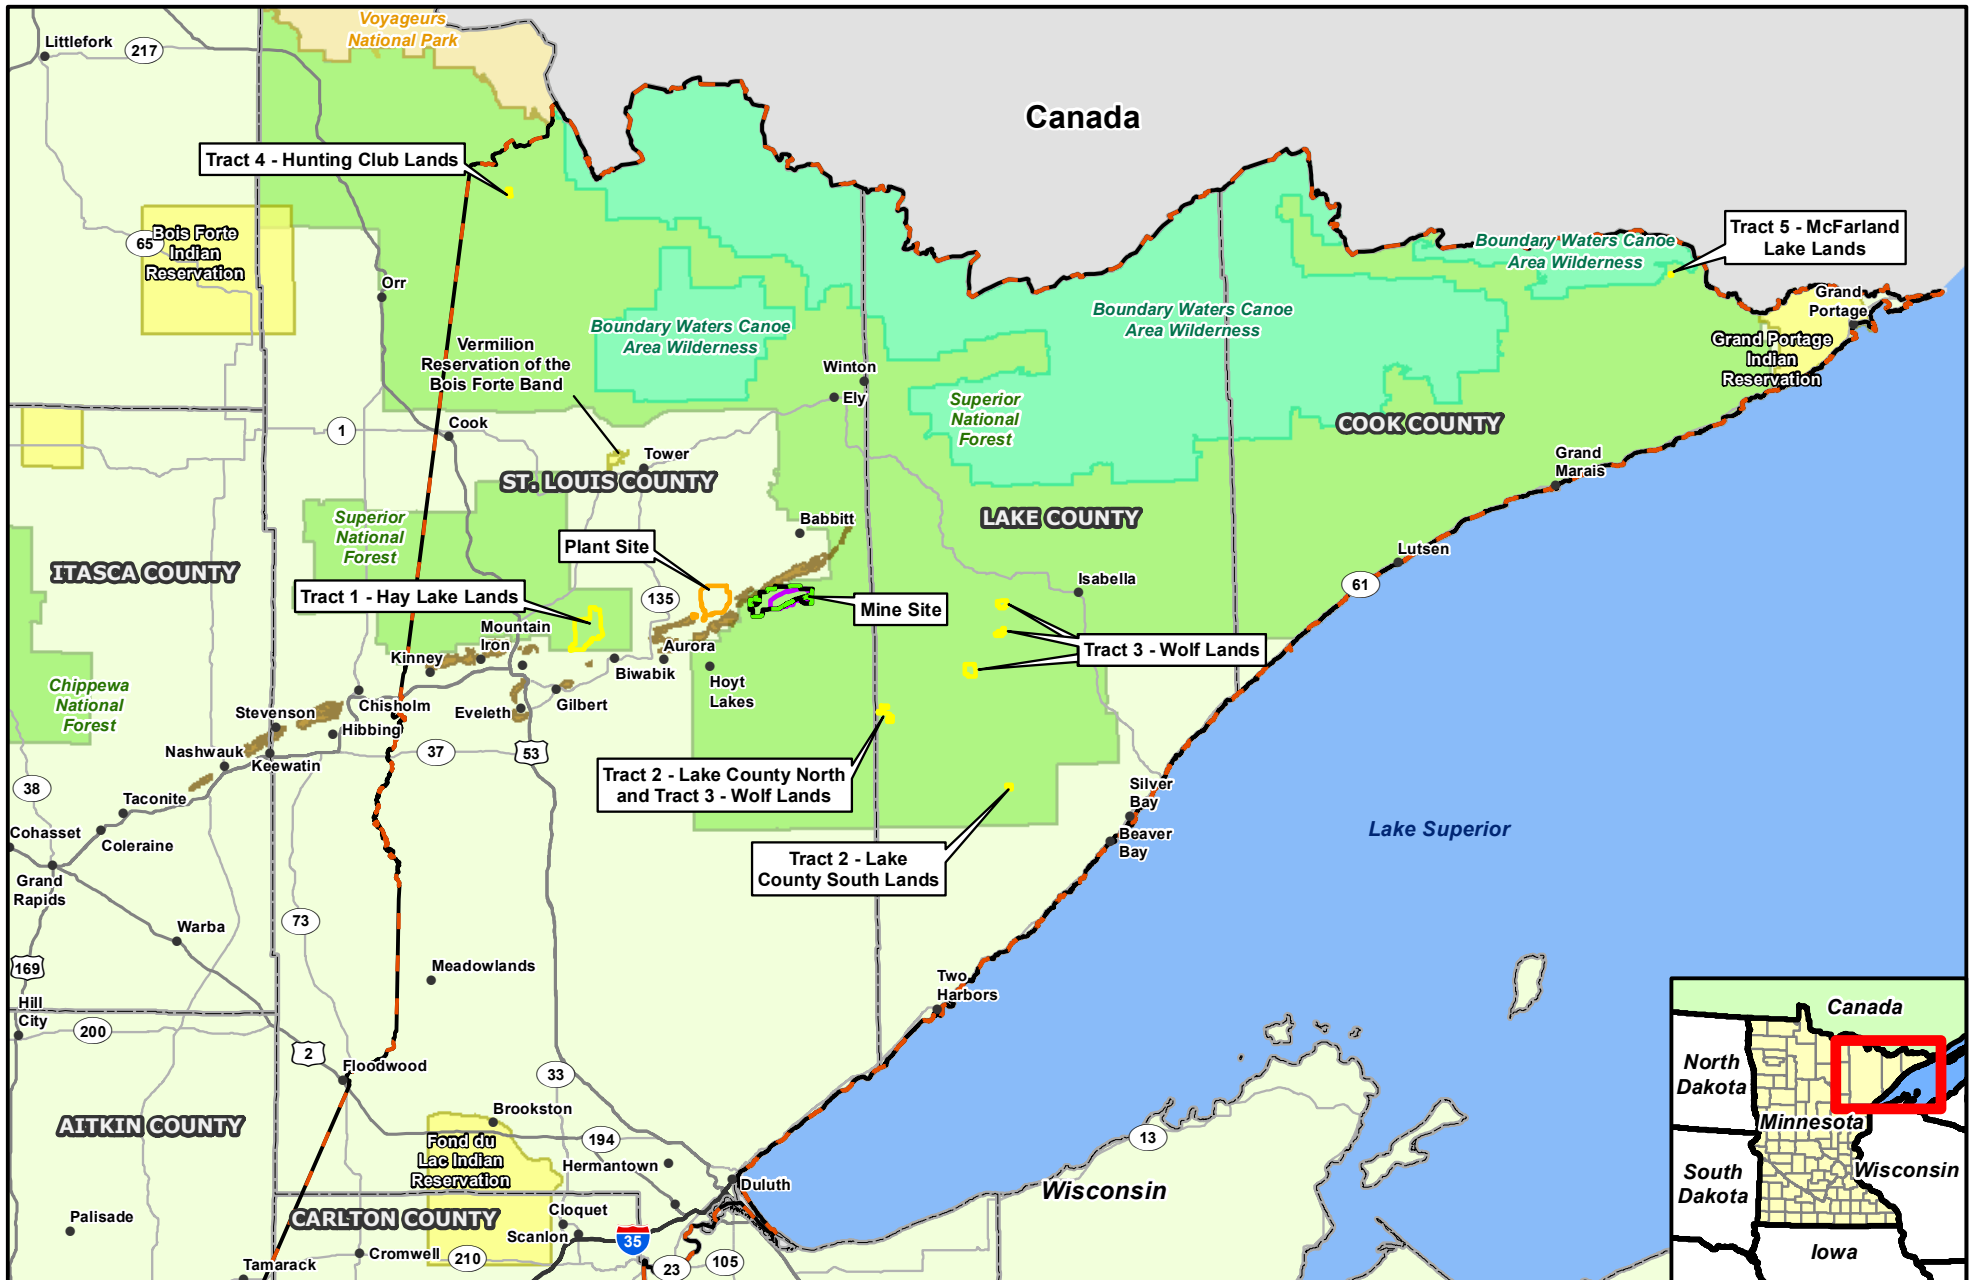 Voyageurs
National Park
Littlefork
217
Canada
Tract 4 - Hunting Club Lands
Bois Forte
Indian
Reservation
65
Tract 5 - McFarland
Lake Lands
Boundary Waters Canoe
Area Wilderness
Orr
Grand
Portage
Boundary Waters Canoe
Area Wilderness
Boundary Waters Canoe
Area Wilderness
Grand Portage
Indian
Reservation
Vermilion
Reservation of the
Bois Forte Band
Winton
Ely
Superior
National
Forest
COOK COUNTY
1
Cook
Tower
ST. LOUIS COUNTY
Grand
Marais
Superior
National
Forest
Babbitt
LAKE COUNTY
Plant Site
Lutsen
ITASCA COUNTY
Isabella
61
Tract 1 - Hay Lake Lands
135
Mine Site
Mountain
Iron
Kinney
Aurora
Tract 3 - Wolf Lands
Biwabik
Hoyt
Lakes
Chippewa
National
Forest
Stevenson
Chisholm
Eveleth
Gilbert
Hibbing
Nashwauk
Keewatin
37
53
Tract 2 - Lake County North
and Tract 3 - Wolf Lands
38
Taconite
Silver
Bay
Cohasset
Coleraine
Beaver
Bay
Lake Superior
Tract 2 - Lake
County South Lands
Grand
Rapids
73
Warba
169
Meadowlands
Two
Harbors
Hill
City
200
2
Floodwood
33
AITKIN COUNTY
Brookston
Fond du
Lac Indian
Reservation
194
Hermantown
13
Duluth
Wisconsin
Palisade
CARLTON COUNTY
Cloquet
Scanlon
35
Cromwell
210
Tamarack
23
105
Canada
North
Dakota
Minnesota
South
Dakota
Wisconsin
Iowa